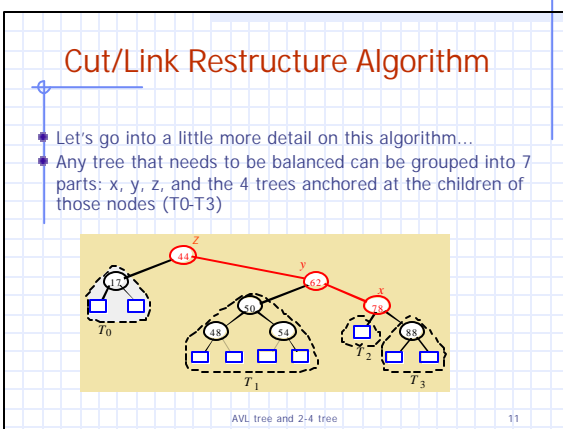 Cut/Link Restructure Algorithm
Let's go into a little more detail on this algorithm...
Any tree that needs to be balanced can be grouped into 7
parts: x, y, z, and the 4 trees anchored at the children of
those nodes (T0-T3)
z
44
y
17
62
x
50
78
T0
48
54
T2
88
T1
T3
AVL tree and 2-4 tree
11